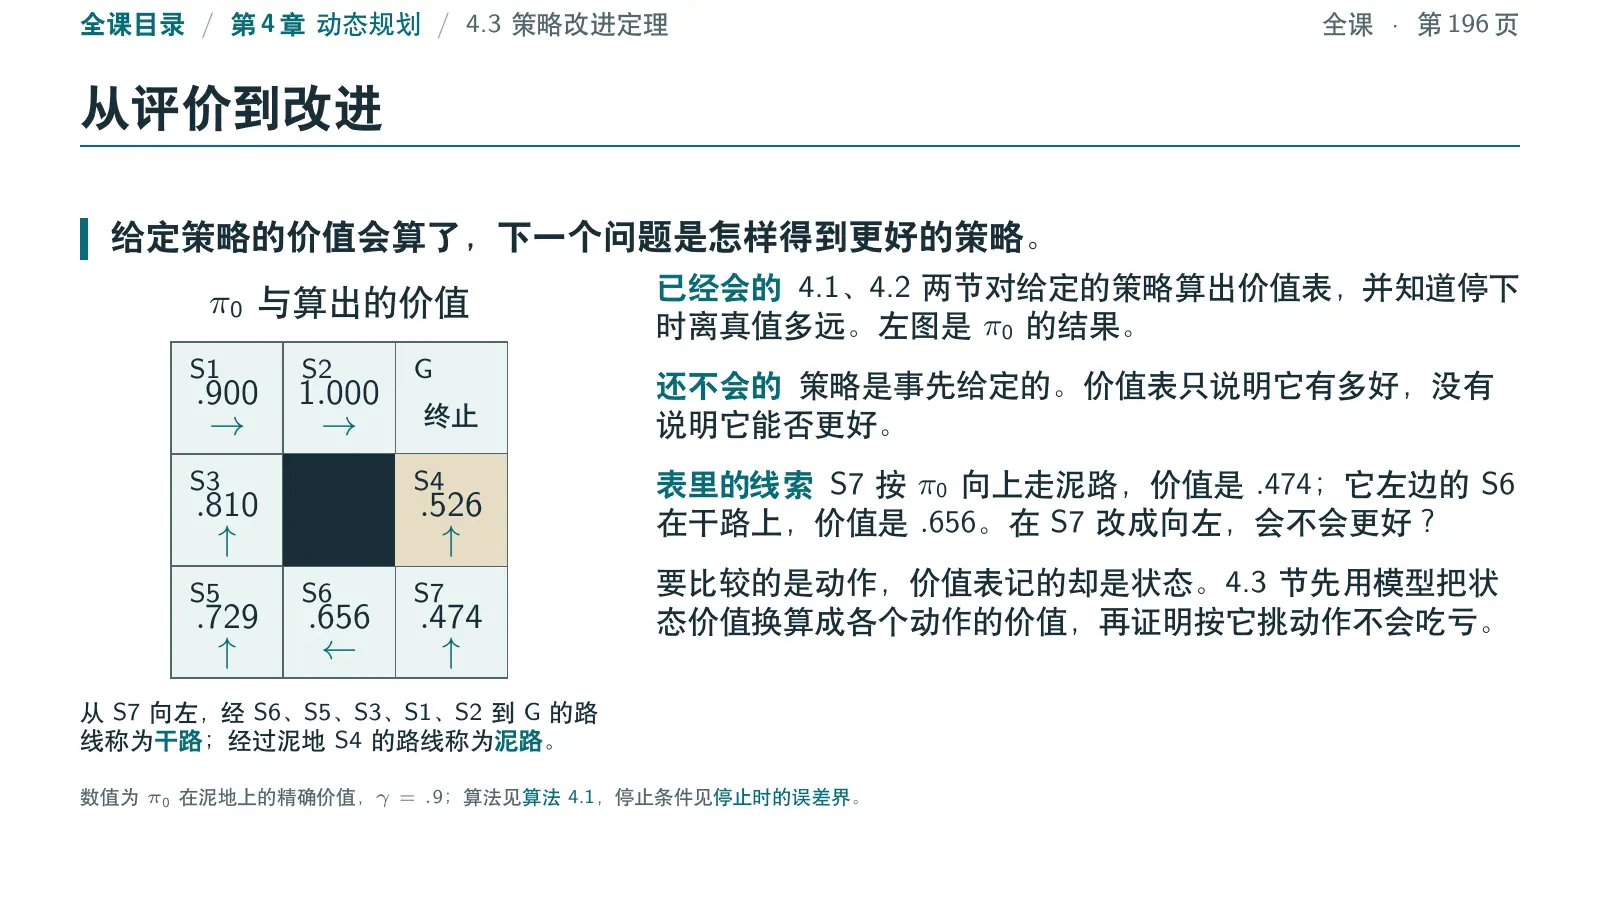 全课目录 / 第 4 章 动态规划 / 4.3 策略改进定理
全课 · 第 196 页
从评价到改进
给定策略的价值会算了，下一个问题是怎样得到更好的策略。
π0 与算出的价值
S1 S2 G
.900 1.000 终止
→ →
S3 S4
.810 .526
↑ ↑
S5 S6 S7
.729 .656 .474
↑ ← ↑
从 S7 向左，经 S6、S5、S3、S1、S2 到 G 的路
线称为干路；经过泥地 S4 的路线称为泥路。
已经会的 4.1、4.2 两节对给定的策略算出价值表，并知道停下
时离真值多远。左图是 π0 的结果。
还不会的 策略是事先给定的。价值表只说明它有多好，没有
说明它能否更好。
表里的线索 S7 按 π0 向上走泥路，价值是 .474；它左边的 S6
在干路上，价值是 .656。在 S7 改成向左，会不会更好？
要比较的是动作，价值表记的却是状态。4.3 节先用模型把状
态价值换算成各个动作的价值，再证明按它挑动作不会吃亏。
数值为 π0 在泥地上的精确价值，γ = .9；算法见算法 4.1，停止条件见停止时的误差界。